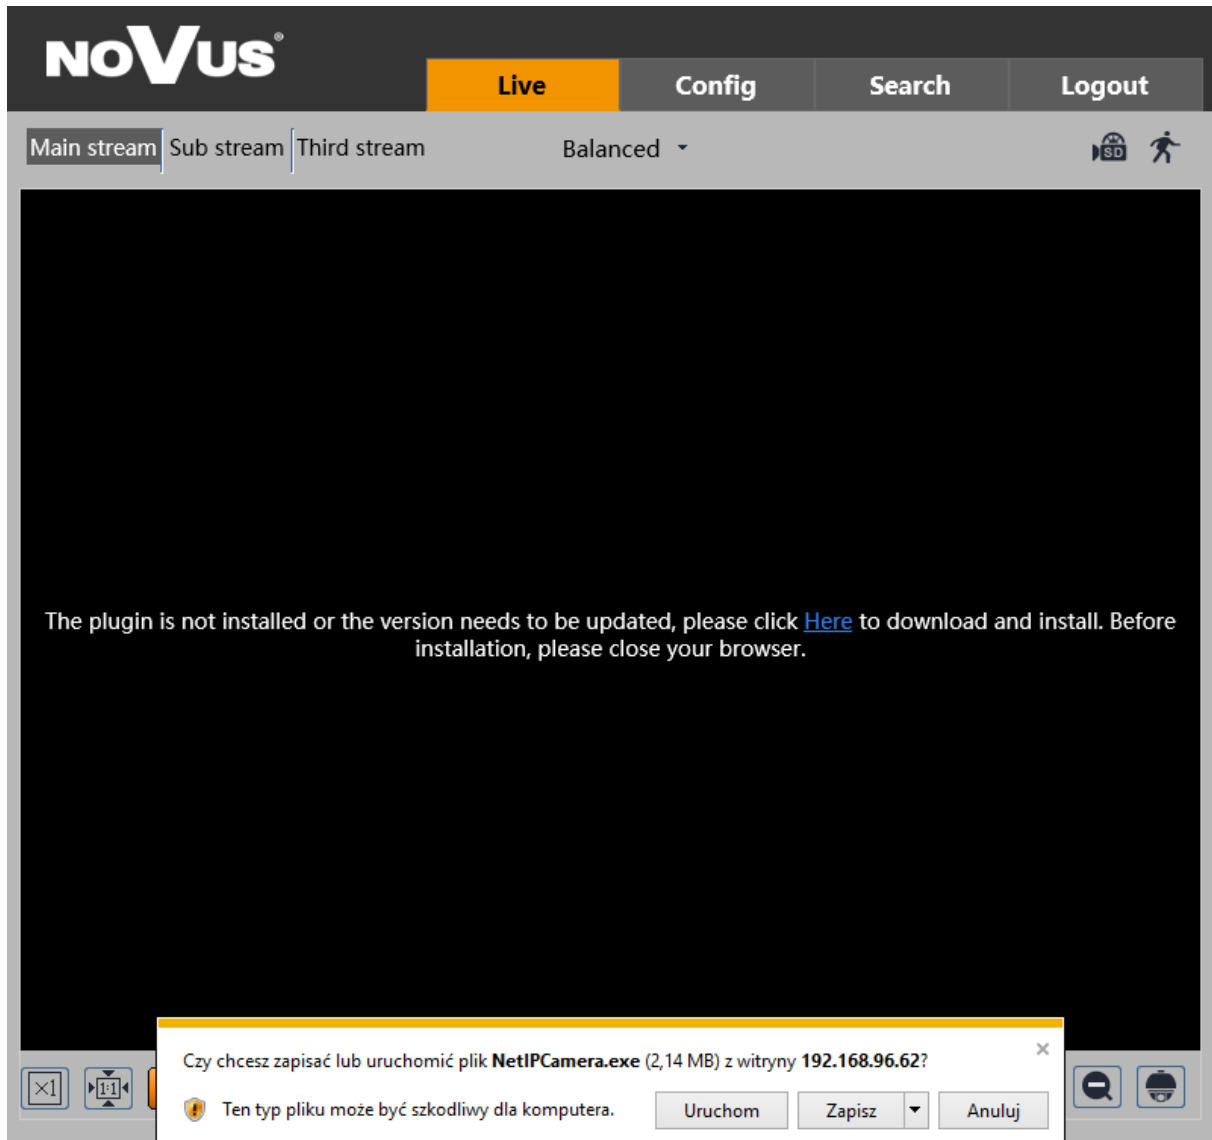 NOVUS®
Live Config Search Logout
Main stream Sub stream Third stream Balanced
SD
The plugin is not installed or the version needs to be updated, please click Here to download and install. Before
installation, please close your browser.
Czy chcesz zapisać lub uruchomić plik NetIPCamera.exe (2,14 MB) z witryny 192.168.96.62?
×1 1:1 Ten typ pliku może być szkodliwy dla komputera. Uruchom Zapisz Anuluj